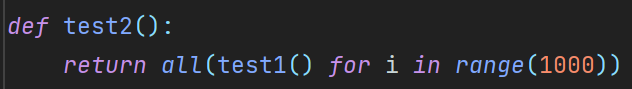 def test2():
    return all(test1() for i in range(1000))